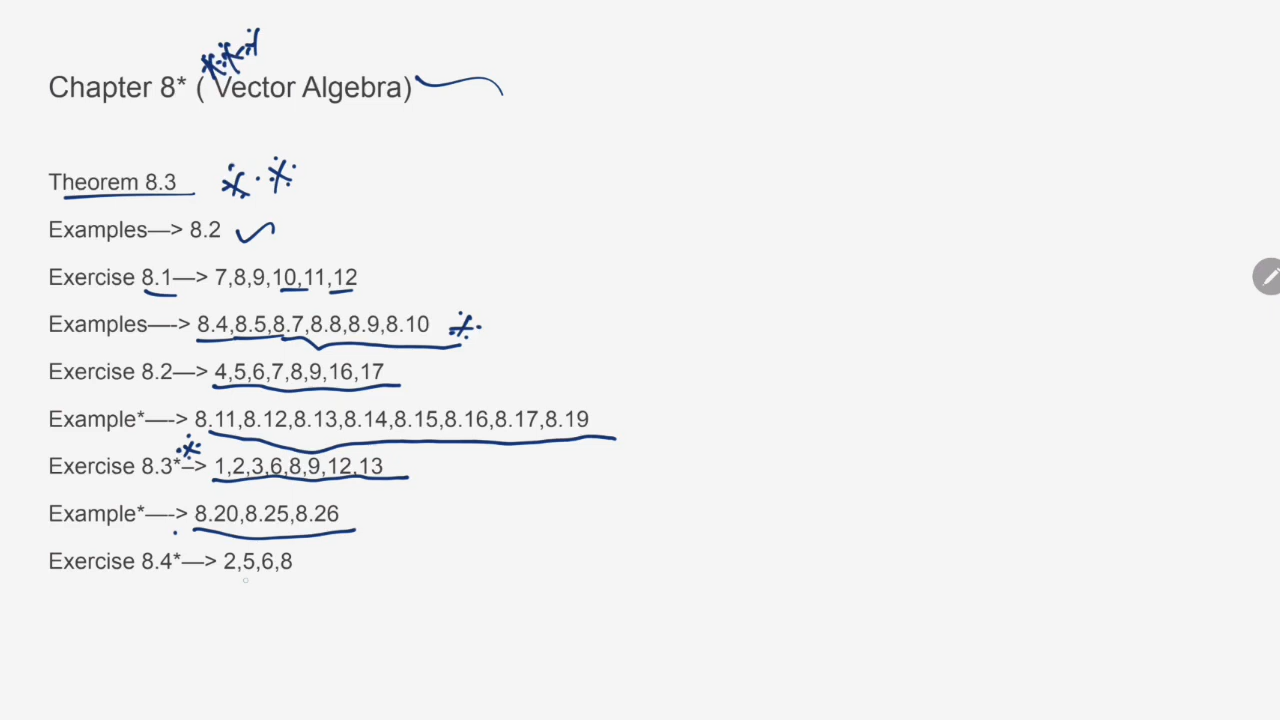 Chapter 8* ( Vector Algebra)
Theorem 8.3
Examples—> 8.2
Exercise 8.1—> 7,8,9,10,11,12
Examples—-> 8.4,8.5,8.7,8.8,8.9,8.10
Exercise 8.2—> 4,5,6,7,8,9,16,17
Example*—-> 8.11,8.12,8.13,8.14,8.15,8.16,8.17,8.19
Exercise 8.3*–> 1,2,3,6,8,9,12,13
Example*—-> 8.20,8.25,8.26
Exercise 8.4*—> 2,5,6,8